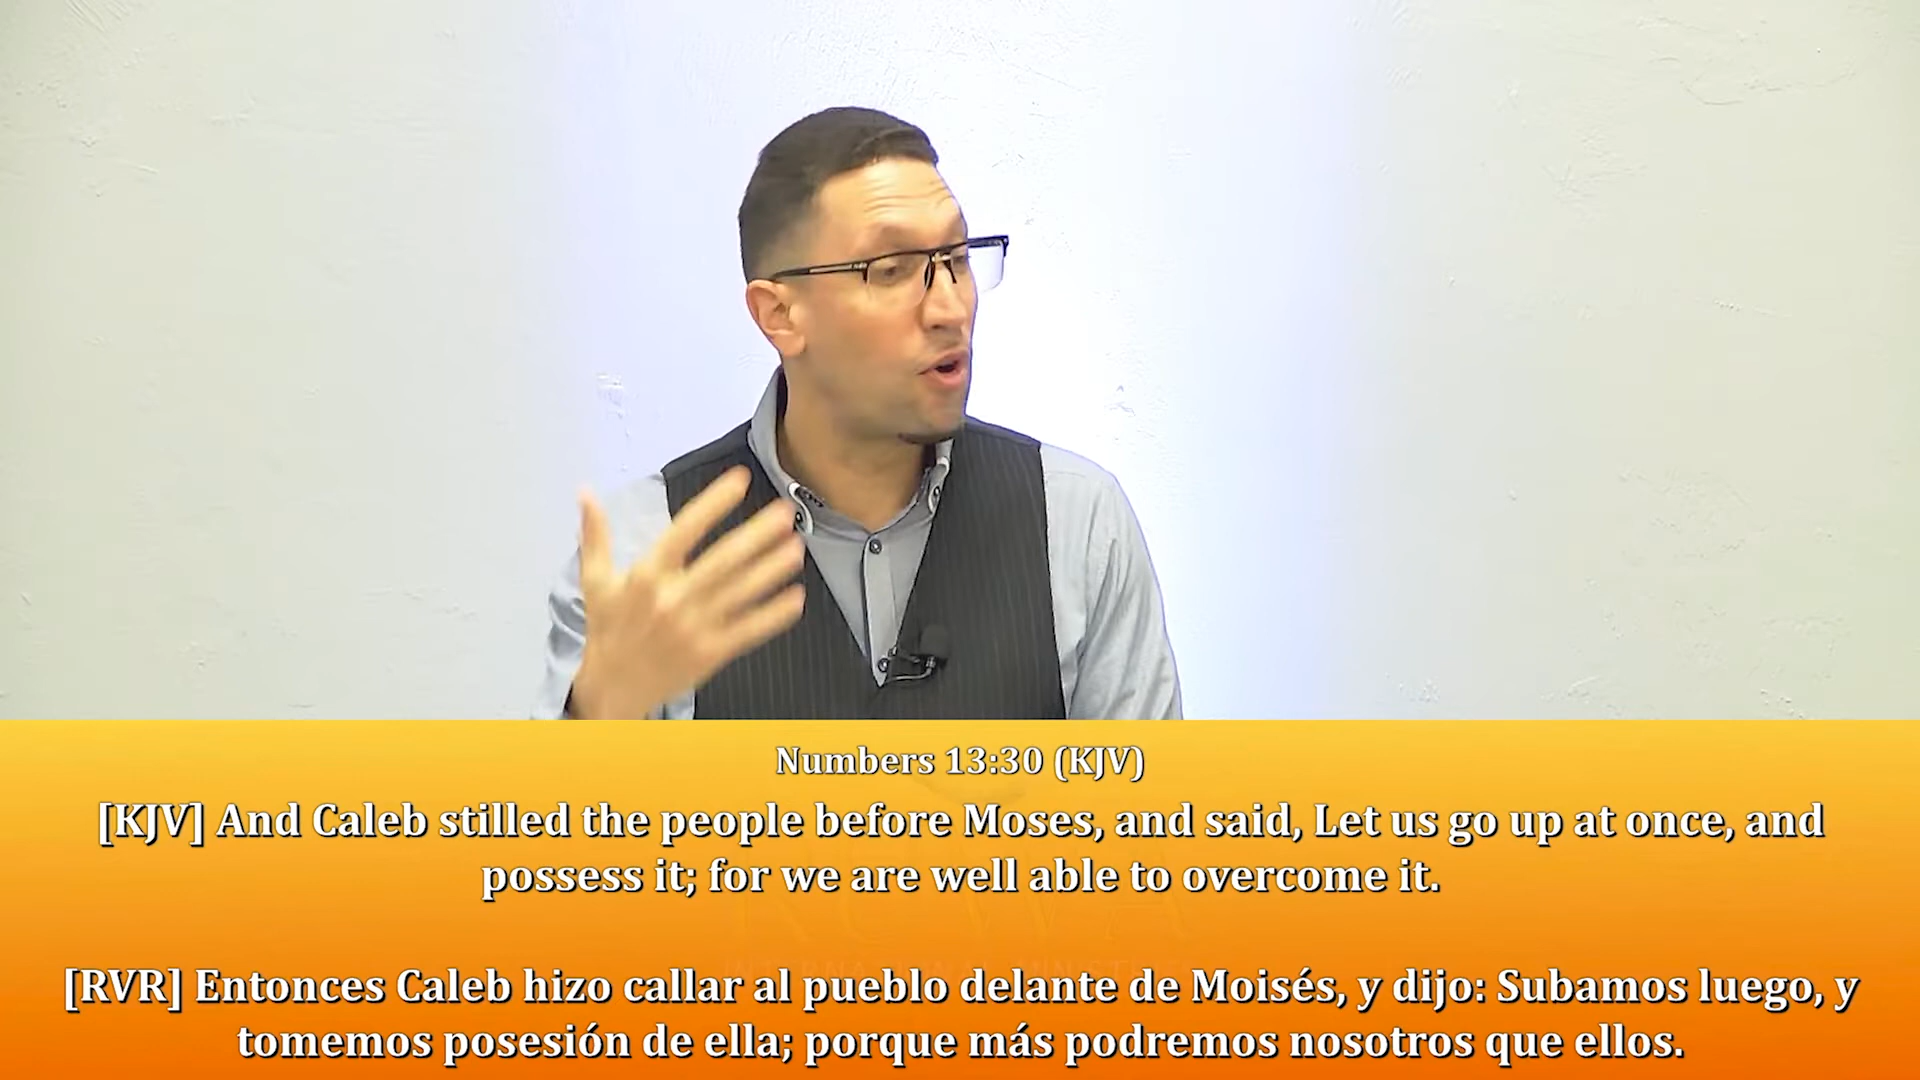 Numbers 13:30 (KJV)
[KJV] And Caleb stilled the people before Moses, and said, Let us go up at once, and
possess it; for we are well able to overcome it.
[RVR] Entonces Caleb hizo callar al pueblo delante de Moisés, y dijo: Subamos luego, y
tomemos posesión de ella; porque más podremos nosotros que ellos.